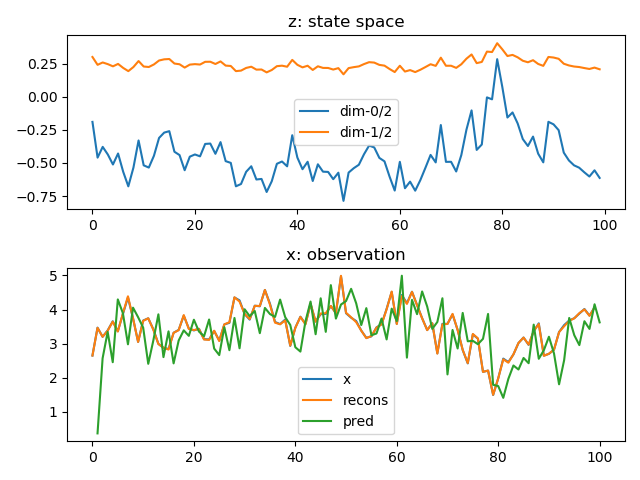 z: state space
0.25
0.00
−0.25
−0.50
−0.75
dim-0/2
dim-1/2
0 20 40 60 80 100
x: observation
5
4
3
2
1
x
recons
pred
0 20 40 60 80 100